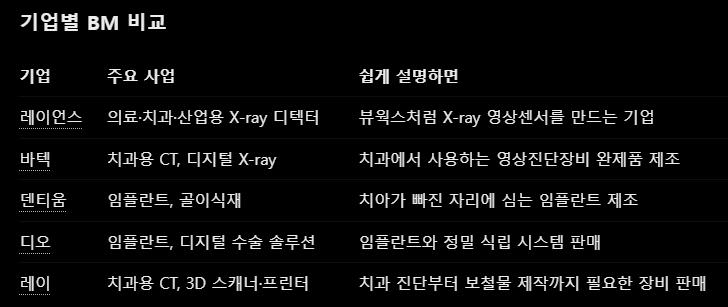 기업별 BM 비교
기업 주요 사업 쉽게 설명하면
레이언스 의료·치과·산업용 X-ray 디텍터 뷰웍스처럼 X-ray 영상센서를 만드는 기업
바텍 치과용 CT, 디지털 X-ray 치과에서 사용하는 영상진단장비 완제품 제조
덴티움 임플란트, 골이식재 치아가 빠진 자리에 심는 임플란트 제조
디오 임플란트, 디지털 수술 솔루션 임플란트와 정밀 식립 시스템 판매
레이 치과용 CT, 3D 스캐너·프린터 치과 진단부터 보철물 제작까지 필요한 장비 판매